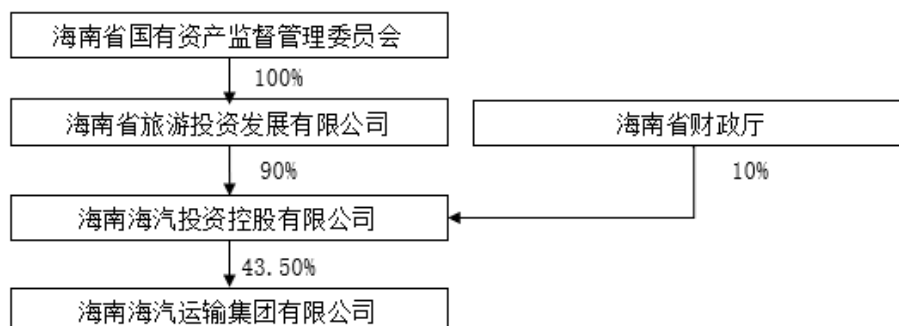 海南省国有资产监督管理委员会
100%
海南省旅游投资发展有限公司
海南省财政厅
90%
10%
海南海汽投资控股有限公司
43.50%
海南海汽运输集团有限公司